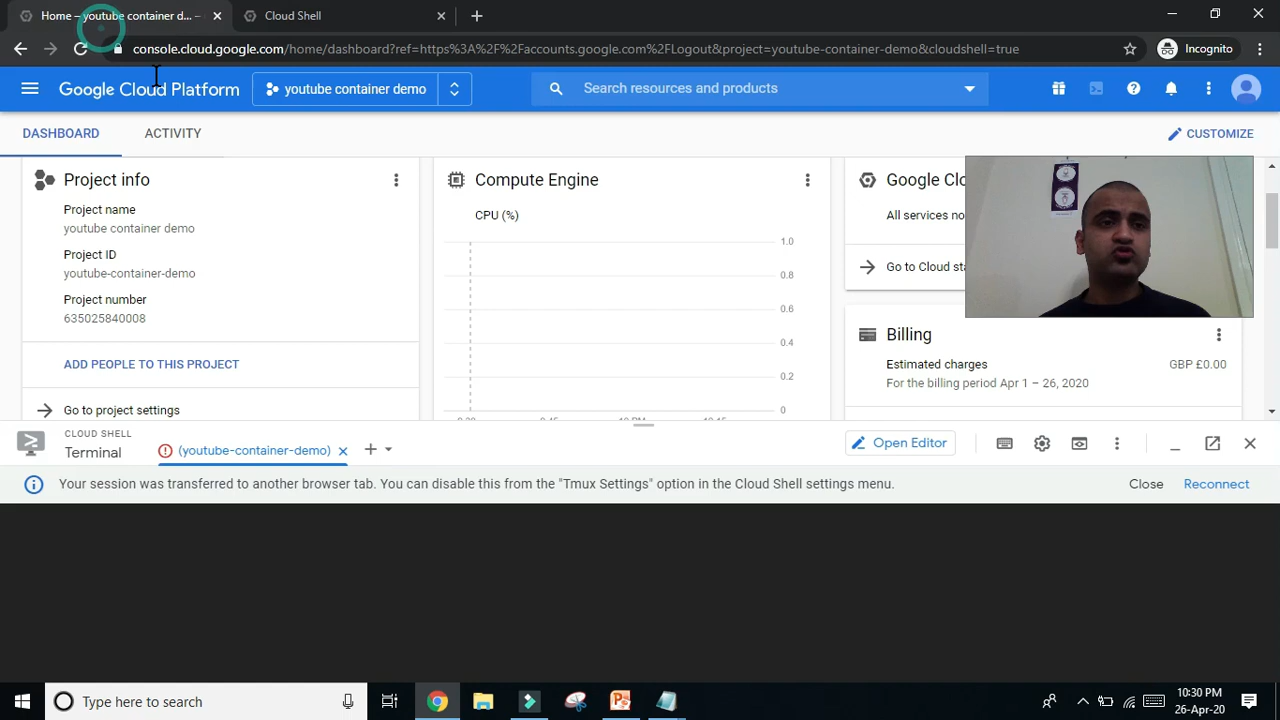 Home – youtube container d...
Cloud Shell
console.cloud.google.com/home/dashboard?ref=https%3A%2F%2Faccounts.google.com%2FLogout&project=youtube-container-demo&cloudshell=true
Incognito
Google Cloud Platform
youtube container demo
Search resources and products
DASHBOARD
ACTIVITY
CUSTOMIZE
Project info
Project name
youtube container demo
Project ID
youtube-container-demo
Project number
635025840008
ADD PEOPLE TO THIS PROJECT
Go to project settings
Compute Engine
CPU (%)
1.0
0.8
0.6
0.4
0.2
0
Google Clo
All services no
Go to Cloud sta
Billing
Estimated charges
GBP £0.00
For the billing period Apr 1 – 26, 2020
CLOUD SHELL
Terminal
(youtube-container-demo)
Open Editor
Your session was transferred to another browser tab. You can disable this from the "Tmux Settings" option in the Cloud Shell settings menu.
Close
Reconnect
Type here to search
10:30 PM
26-Apr-20